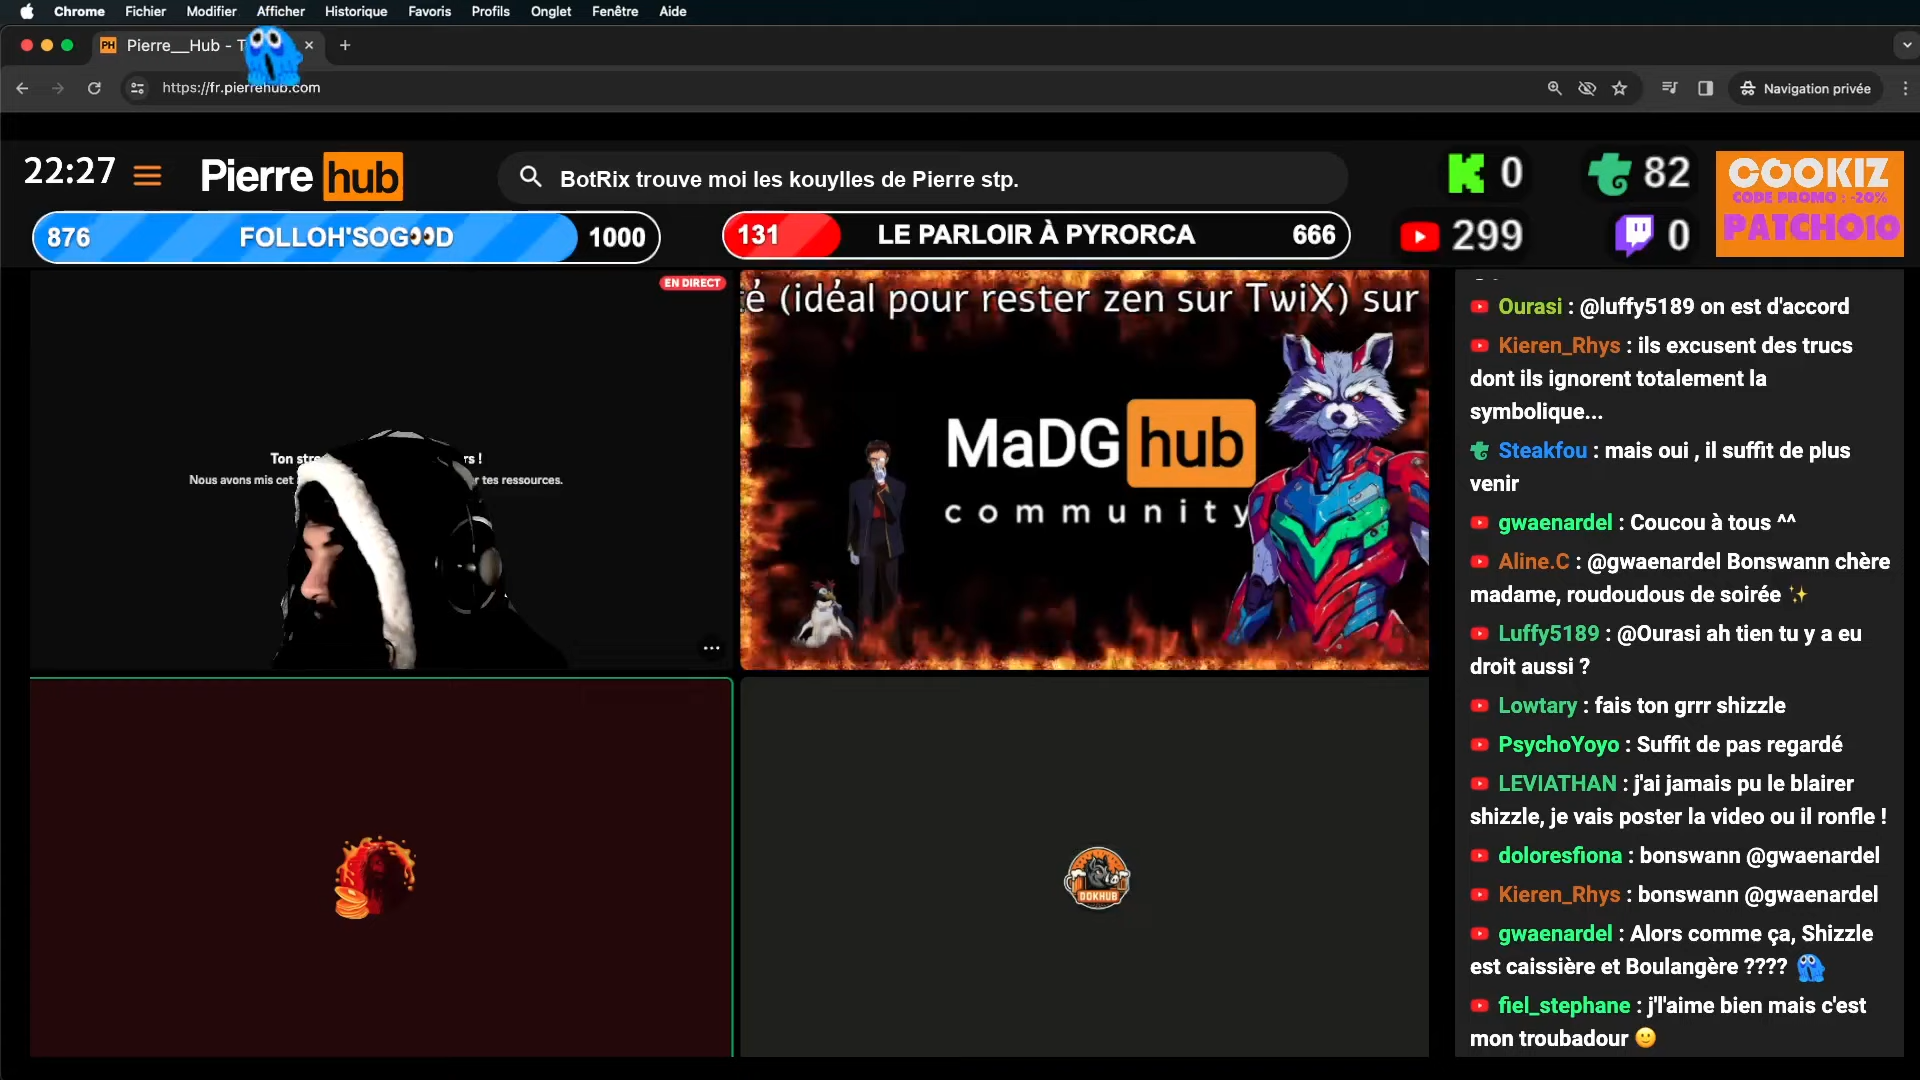 Chrome Fichier Modifier Afficher Historique Favoris Profils Onglet Fenêtre Aide
PH Pierre__Hub - T
https://fr.pierrehub.com
Navigation privée
22:27
Pierre hub
BotRix trouve moi les kouylles de Pierre stp.
0
82
COOKIZ
CODE PROMO : -20%
PATCHO10
876 FOLLOH'SOG👀D 1000
131 LE PARLOIR À PYRORCA 666
299
0
EN DIRECT
Ton stre rs !
Nous avons mis cet r tes ressources.
é (idéal pour rester zen sur TwiX) sur
MaDG hub
community
DOKHUB
Ourasi : @luffy5189 on est d'accord
Kieren_Rhys : ils excusent des trucs
dont ils ignorent totalement la
symbolique...
Steakfou : mais oui , il suffit de plus
venir
gwaenardel : Coucou à tous ^^
Aline.C : @gwaenardel Bonswann chère
madame, roudoudous de soirée ✨
Luffy5189 : @Ourasi ah tien tu y a eu
droit aussi ?
Lowtary : fais ton grrr shizzle
PsychoYoyo : Suffit de pas regardé
LEVIATHAN : j'ai jamais pu le blairer
shizzle, je vais poster la video ou il ronfle !
doloresfiona : bonswann @gwaenardel
Kieren_Rhys : bonswann @gwaenardel
gwaenardel : Alors comme ça, Shizzle
est caissière et Boulangère ????
fiel_stephane : j'l'aime bien mais c'est
mon troubadour 🙂